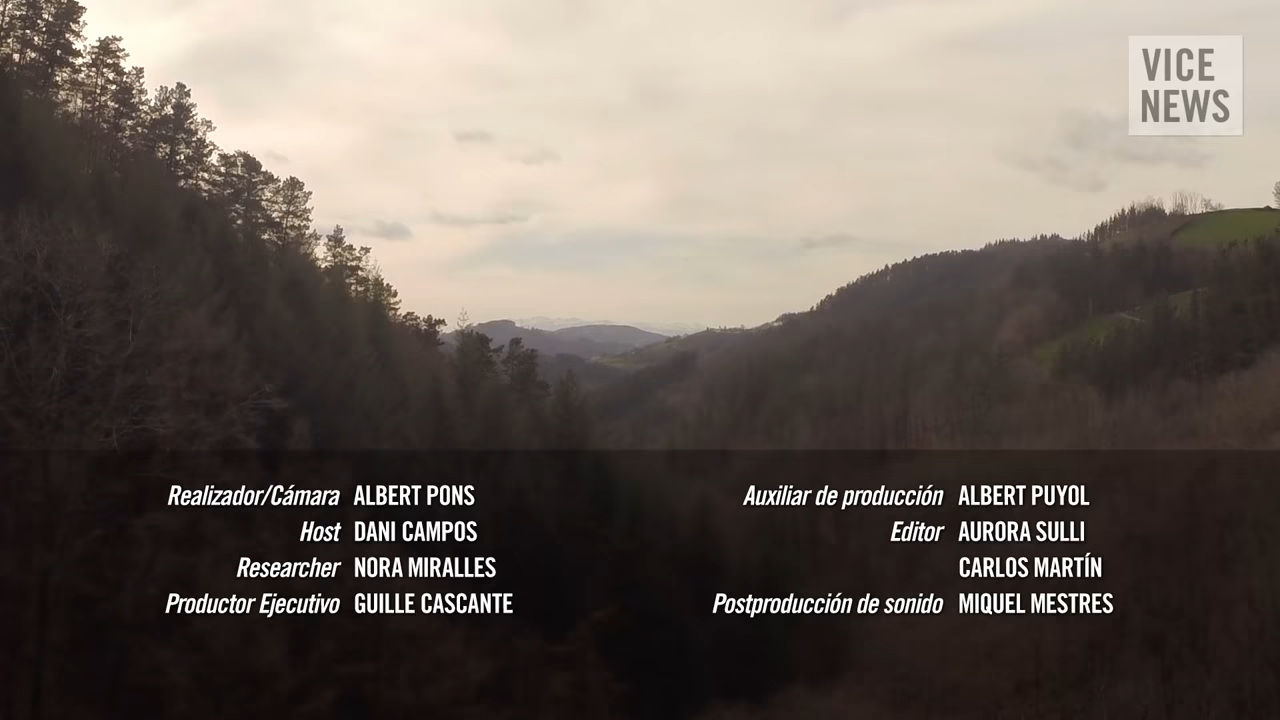 VICE
NEWS
Realizador/Cámara ALBERT PONS
Host DANI CAMPOS
Researcher NORA MIRALLES
Productor Ejecutivo GUILLE CASCANTE
Auxiliar de producción ALBERT PUYOL
Editor AURORA SULLI
CARLOS MARTÍN
Postproducción de sonido MIQUEL MESTRES